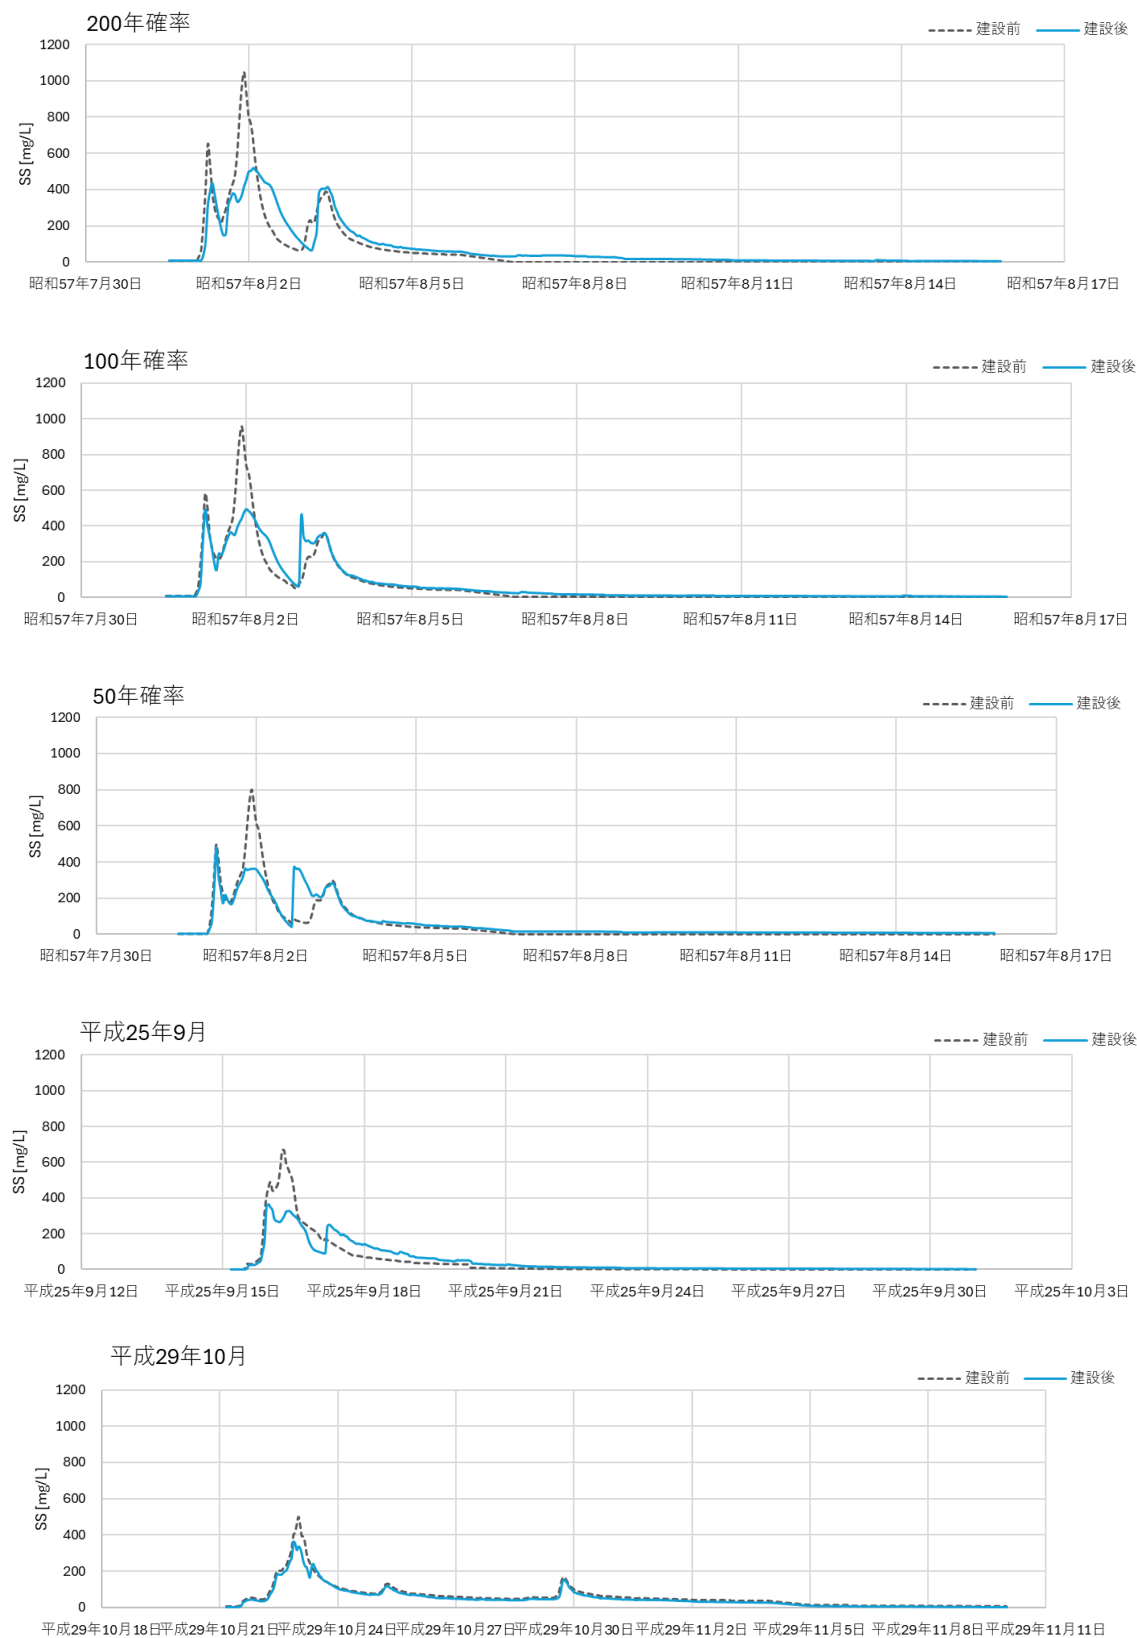 200年確率
建設前 建設後
1200
1000
800
600
400
200
0
SS [mg/L]
昭和57年7月30日 昭和57年8月2日 昭和57年8月5日 昭和57年8月8日 昭和57年8月11日 昭和57年8月14日 昭和57年8月17日
100年確率
建設前 建設後
1200
1000
800
600
400
200
0
SS [mg/L]
昭和57年7月30日 昭和57年8月2日 昭和57年8月5日 昭和57年8月8日 昭和57年8月11日 昭和57年8月14日 昭和57年8月17日
50年確率
建設前 建設後
1200
1000
800
600
400
200
0
SS [mg/L]
昭和57年7月30日 昭和57年8月2日 昭和57年8月5日 昭和57年8月8日 昭和57年8月11日 昭和57年8月14日 昭和57年8月17日
平成25年9月
建設前 建設後
1200
1000
800
600
400
200
0
SS [mg/L]
平成25年9月12日 平成25年9月15日 平成25年9月18日 平成25年9月21日 平成25年9月24日 平成25年9月27日 平成25年9月30日 平成25年10月3日
平成29年10月
建設前 建設後
1200
1000
800
600
400
200
0
SS [mg/L]
平成29年10月18日 平成29年10月21日 平成29年10月24日 平成29年10月27日 平成29年10月30日 平成29年11月2日 平成29年11月5日 平成29年11月8日 平成29年11月11日